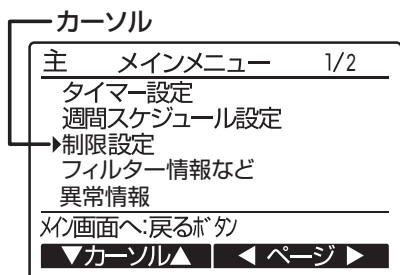 カーソル
主 メインメニュー 1/2
タイマー設定
週間スケジュール設定
▶制限設定
フィルター情報など
異常情報
ﾒｲﾝ画面へ:戻るﾎﾞﾀﾝ
▼カーソル▲ ◀ ページ ▶